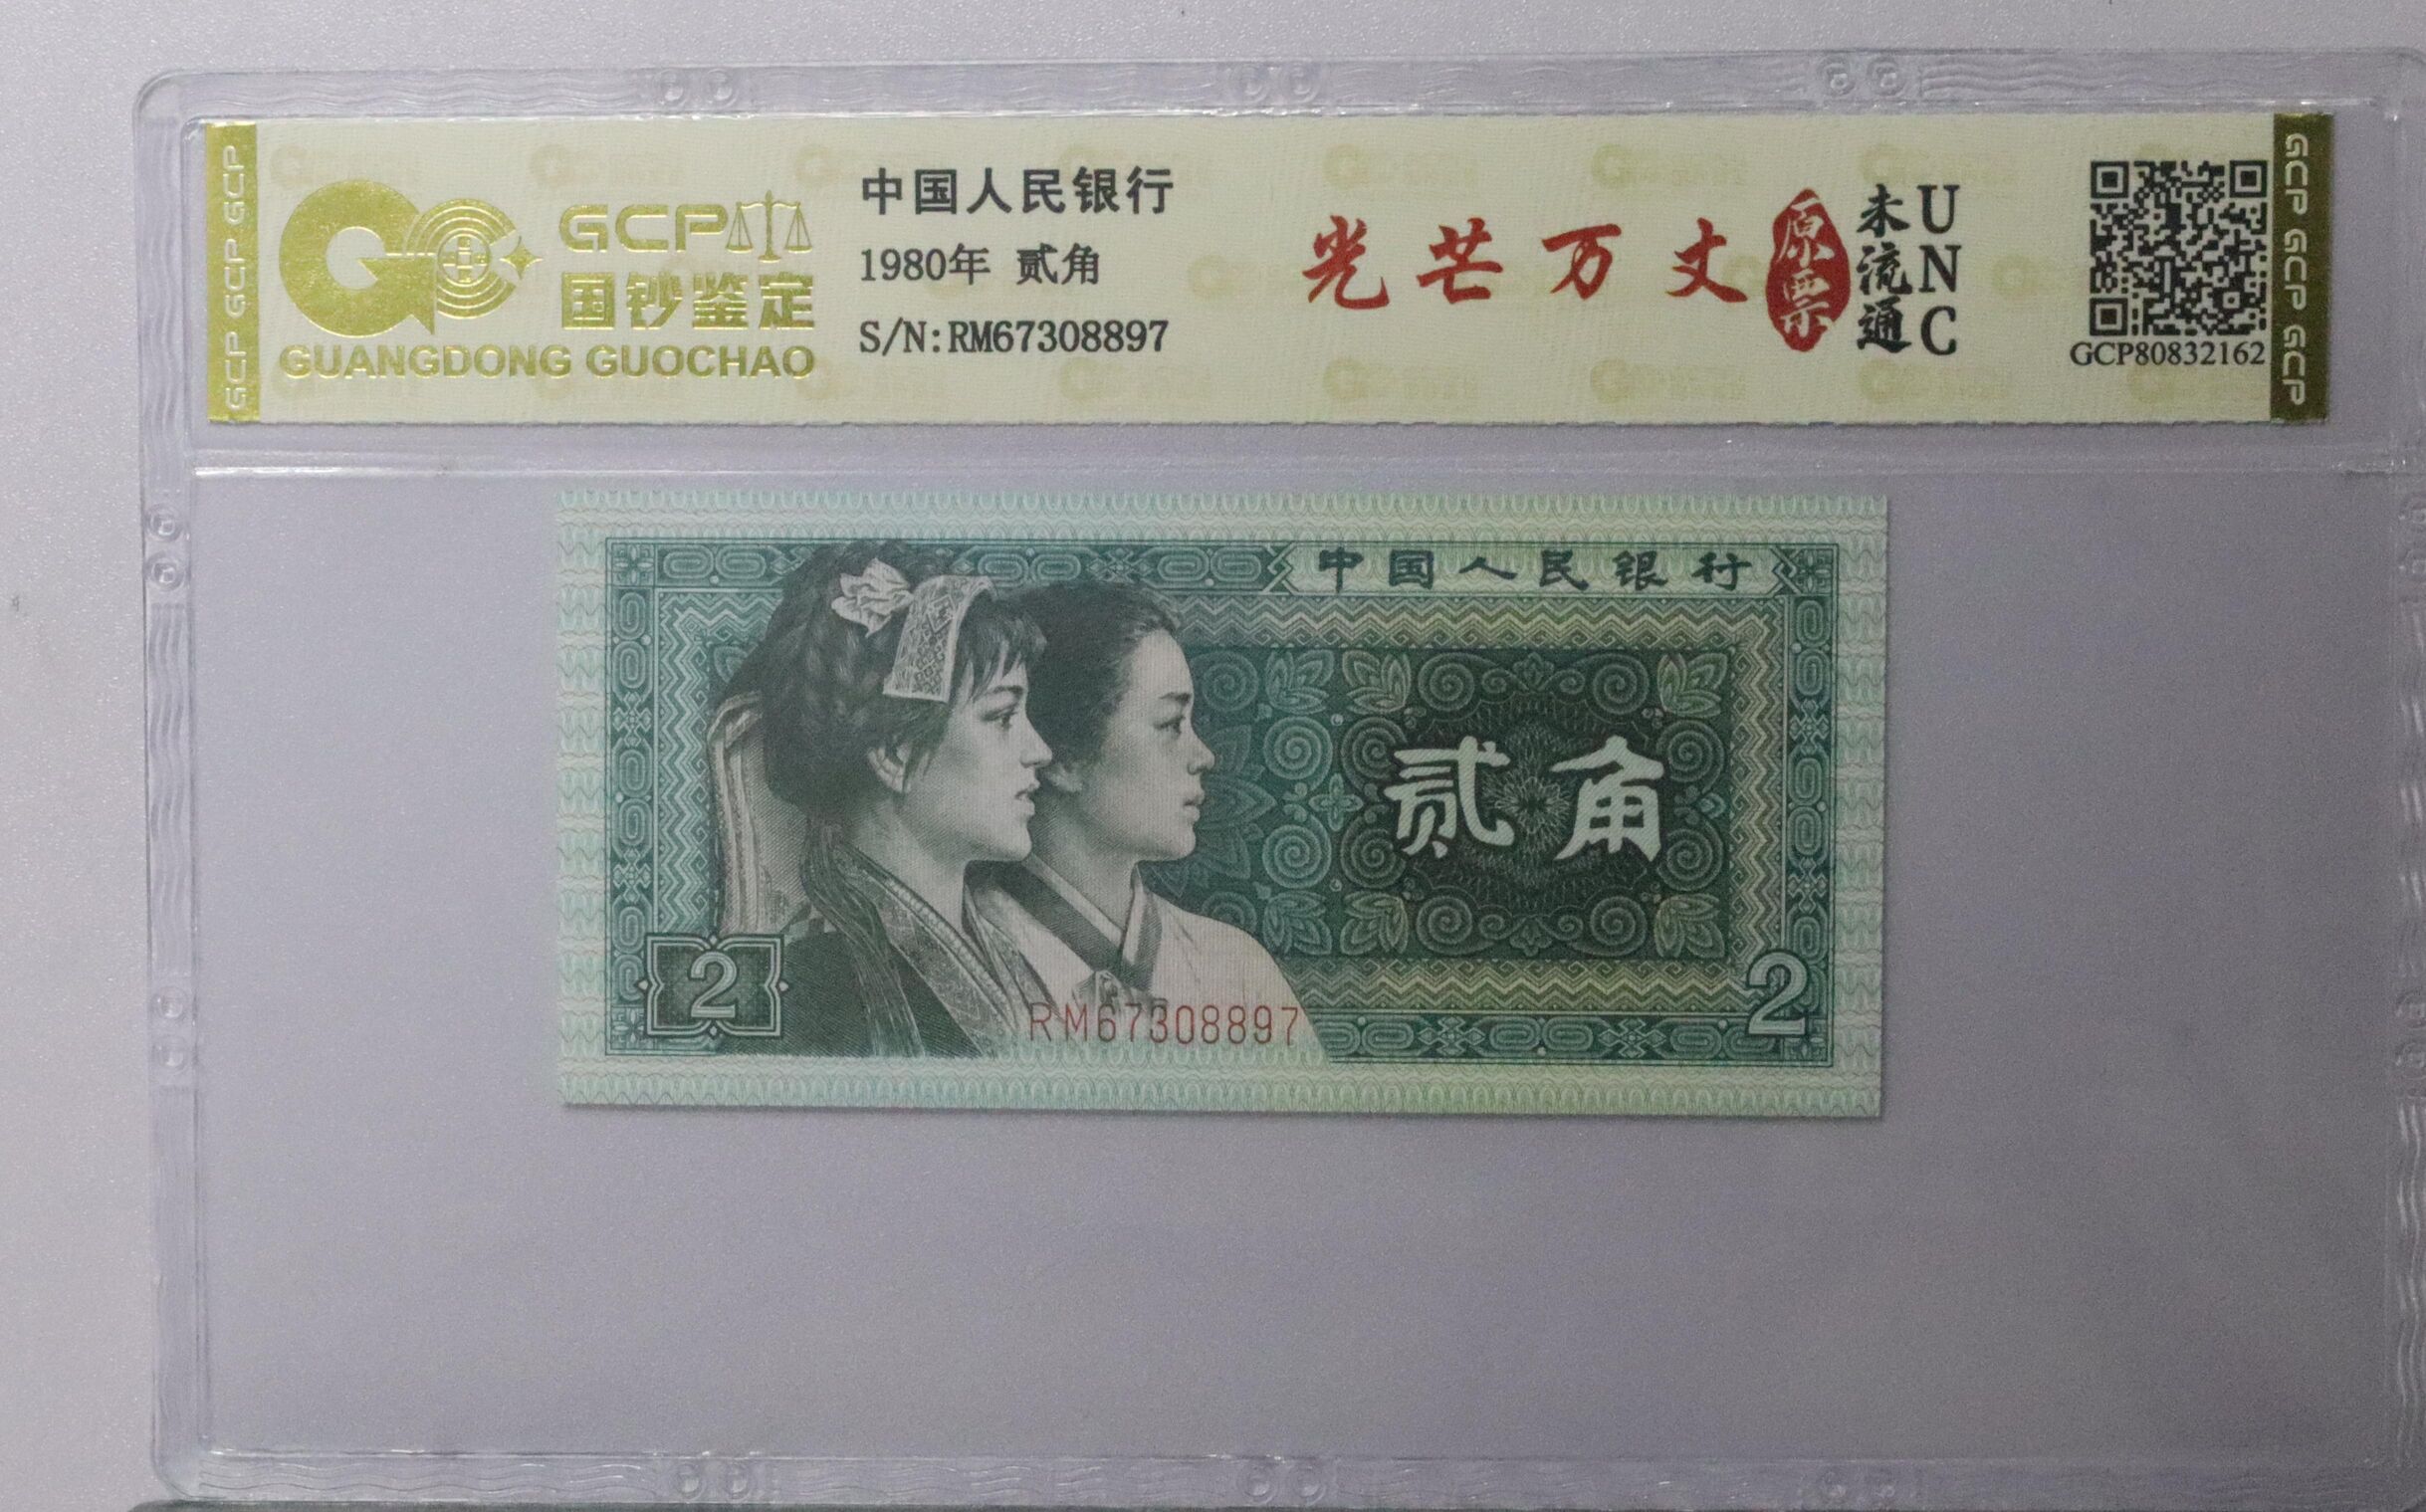 GCP GCP GCP
GCP
国钞鉴定
GUANGDONG GUOCHAO
中国人民银行
1980年 贰角
S/N:RM67308897
光芒万丈
原票
未流通
UNC
GCP80832162
GCP GCP GCP
中国人民银行
贰角
2
RM67308897
2